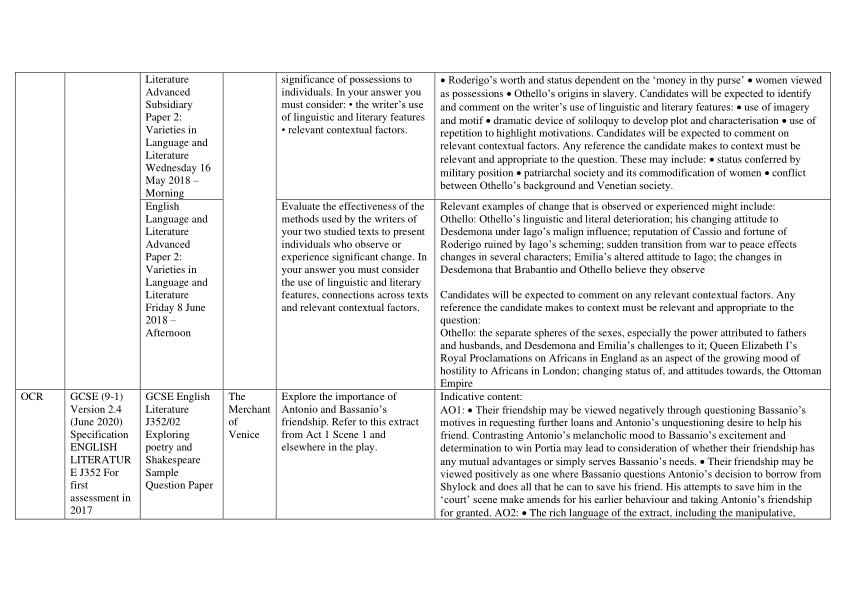 Literature
Advanced
Subsidiary
Paper 2:
Varieties in
Language and
Literature
Wednesday 16
May 2018 –
Morning
significance of possessions to
individuals. In your answer you
must consider: • the writer's use
of linguistic and literary features
• relevant contextual factors.
• Roderigo's worth and status dependent on the 'money in thy purse' • women viewed
as possessions • Othello's origins in slavery. Candidates will be expected to identify
and comment on the writer's use of linguistic and literary features: • use of imagery
and motif • dramatic device of soliloquy to develop plot and characterisation • use of
repetition to highlight motivations. Candidates will be expected to comment on
relevant contextual factors. Any reference the candidate makes to context must be
relevant and appropriate to the question. These may include: • status conferred by
military position • patriarchal society and its commodification of women • conflict
between Othello's background and Venetian society.
English
Language and
Literature
Advanced
Paper 2:
Varieties in
Language and
Literature
Friday 8 June
2018 –
Afternoon
Evaluate the effectiveness of the
methods used by the writers of
your two studied texts to present
individuals who observe or
experience significant change. In
your answer you must consider
the use of linguistic and literary
features, connections across texts
and relevant contextual factors.
Relevant examples of change that is observed or experienced might include:
Othello: Othello's linguistic and literal deterioration; his changing attitude to
Desdemona under Iago's malign influence; reputation of Cassio and fortune of
Roderigo ruined by Iago's scheming; sudden transition from war to peace effects
changes in several characters; Emilia's altered attitude to Iago; the changes in
Desdemona that Brabantio and Othello believe they observe
Candidates will be expected to comment on any relevant contextual factors. Any
reference the candidate makes to context must be relevant and appropriate to the
question:
Othello: the separate spheres of the sexes, especially the power attributed to fathers
and husbands, and Desdemona and Emilia's challenges to it; Queen Elizabeth I's
Royal Proclamations on Africans in England as an aspect of the growing mood of
hostility to Africans in London; changing status of, and attitudes towards, the Ottoman
Empire
OCR
GCSE (9-1)
Version 2.4
(June 2020)
Specification
ENGLISH
LITERATUR
E J352 For
first
assessment in
2017
GCSE English
Literature
J352/02
Exploring
poetry and
Shakespeare
Sample
Question Paper
The
Merchant
of
Venice
Explore the importance of
Antonio and Bassanio's
friendship. Refer to this extract
from Act 1 Scene 1 and
elsewhere in the play.
Indicative content:
AO1: • Their friendship may be viewed negatively through questioning Bassanio's
motives in requesting further loans and Antonio's unquestioning desire to help his
friend. Contrasting Antonio's melancholic mood to Bassanio's excitement and
determination to win Portia may lead to consideration of whether their friendship has
any mutual advantages or simply serves Bassanio's needs. • Their friendship may be
viewed positively as one where Bassanio questions Antonio's decision to borrow from
Shylock and does all that he can to save his friend. His attempts to save him in the
'court' scene make amends for his earlier behaviour and taking Antonio's friendship
for granted. AO2: • The rich language of the extract, including the manipulative,